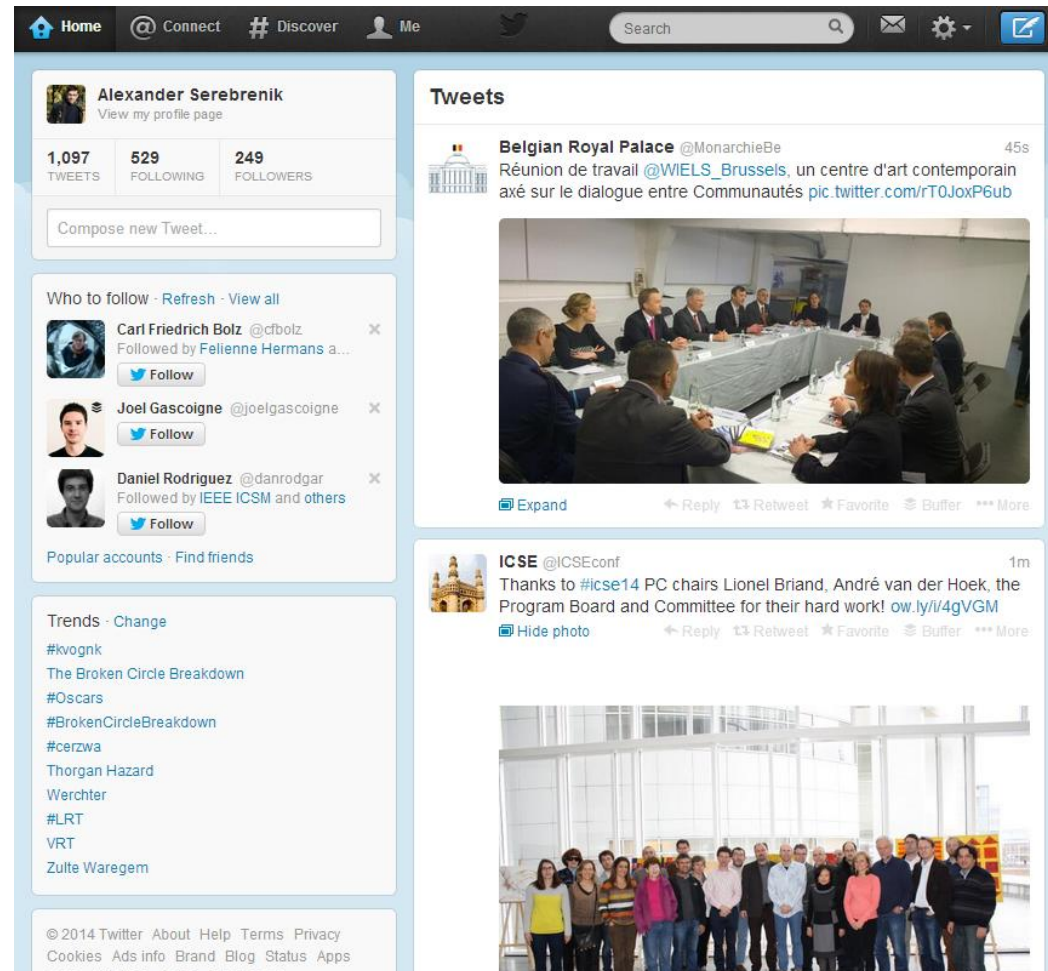 Home Connect Discover Me Search
Alexander Serebrenik
View my profile page
1,097 529 249
TWEETS FOLLOWING FOLLOWERS
Compose new Tweet...
Who to follow · Refresh · View all
Carl Friedrich Bolz @cfbolz
Followed by Felienne Hermans a...
Follow
Joel Gascoigne @joelgascoigne
Follow
Daniel Rodriguez @danrodgar
Followed by IEEE ICSM and others
Follow
Popular accounts · Find friends
Trends · Change
#kvognk
The Broken Circle Breakdown
#Oscars
#BrokenCircleBreakdown
#cerzwa
Thorgan Hazard
Werchter
#LRT
VRT
Zulte Waregem
© 2014 Twitter About Help Terms Privacy
Cookies Ads info Brand Blog Status Apps
Tweets
Belgian Royal Palace @MonarchieBe 45s
Réunion de travail @WIELS_Brussels, un centre d'art contemporain
axé sur le dialogue entre Communautés pic.twitter.com/rT0JoxP6ub
Expand Reply Retweet Favorite Buffer More
ICSE @ICSEconf 1m
Thanks to #icse14 PC chairs Lionel Briand, André van der Hoek, the
Program Board and Committee for their hard work! ow.ly/i/4gVGM
Hide photo Reply Retweet Favorite Buffer More